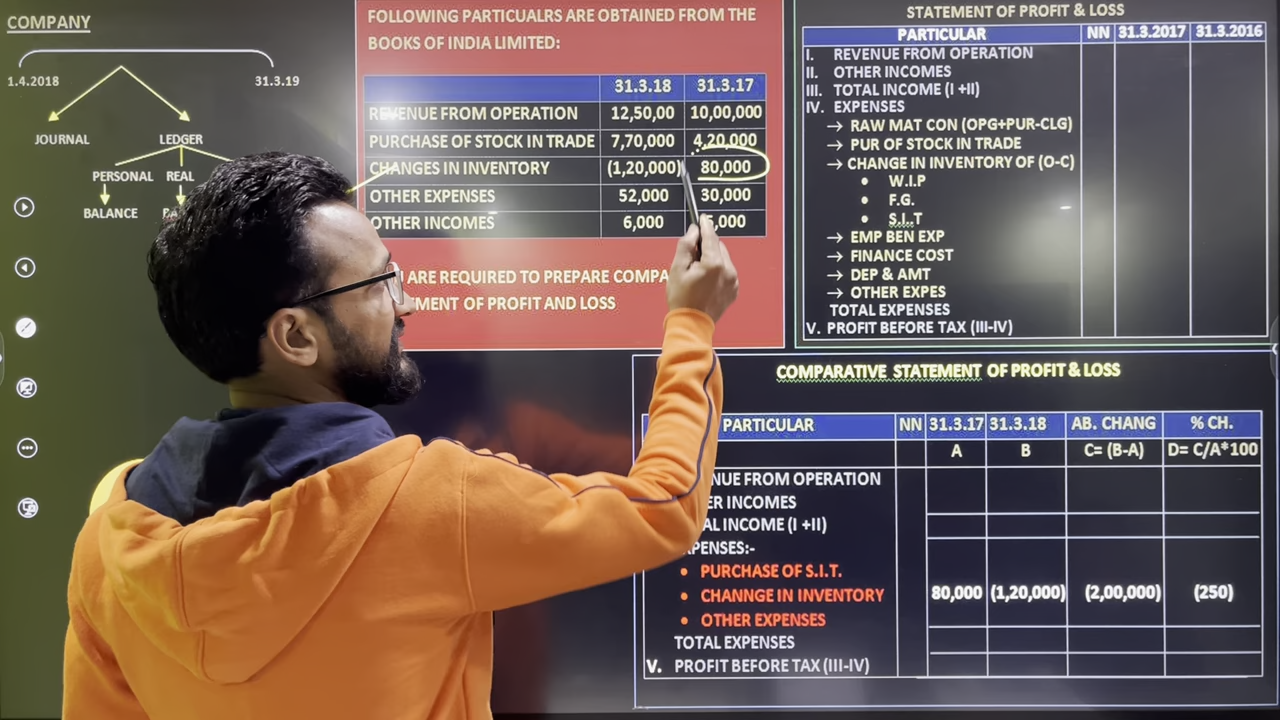 COMPANY
1.4.2018 31.3.19
JOURNAL LEDGER
PERSONAL REAL
BALANCE
FOLLOWING PARTICUALRS ARE OBTAINED FROM THE
BOOKS OF INDIA LIMITED:
31.3.18 31.3.17
REVENUE FROM OPERATION 12,50,00 10,00,000
PURCHASE OF STOCK IN TRADE 7,70,000 4,20,000
CHANGES IN INVENTORY (1,20,000) 80,000
OTHER EXPENSES 52,000 30,000
OTHER INCOMES 6,000
ARE REQUIRED TO PREPARE
OF PROFIT AND LOSS
STATEMENT OF PROFIT & LOSS
PARTICULAR NN 31.3.2017 31.3.2016
I. REVENUE FROM OPERATION
II. OTHER INCOMES
III. TOTAL INCOME (I +II)
IV. EXPENSES
→ RAW MAT CON (OPG+PUR-CLG)
→ PUR OF STOCK IN TRADE
→ CHANGE IN INVENTORY OF (O-C)
• W.I.P
• F.G.
• S.I.T
→ EMP BEN EXP
→ FINANCE COST
→ DEP & AMT
→ OTHER EXPES
TOTAL EXPENSES
V. PROFIT BEFORE TAX (III-IV)
COMPARATIVE STATEMENT OF PROFIT & LOSS
PARTICULAR NN 31.3.17 31.3.18 AB. CHANG % CH.
A B C= (B-A) D= C/A*100
FROM OPERATION
INCOMES
INCOME (I +II)
• PURCHASE OF S.I.T.
• CHANNGE IN INVENTORY 80,000 (1,20,000) (2,00,000) (250)
• OTHER EXPENSES
TOTAL EXPENSES
V. PROFIT BEFORE TAX (III-IV)